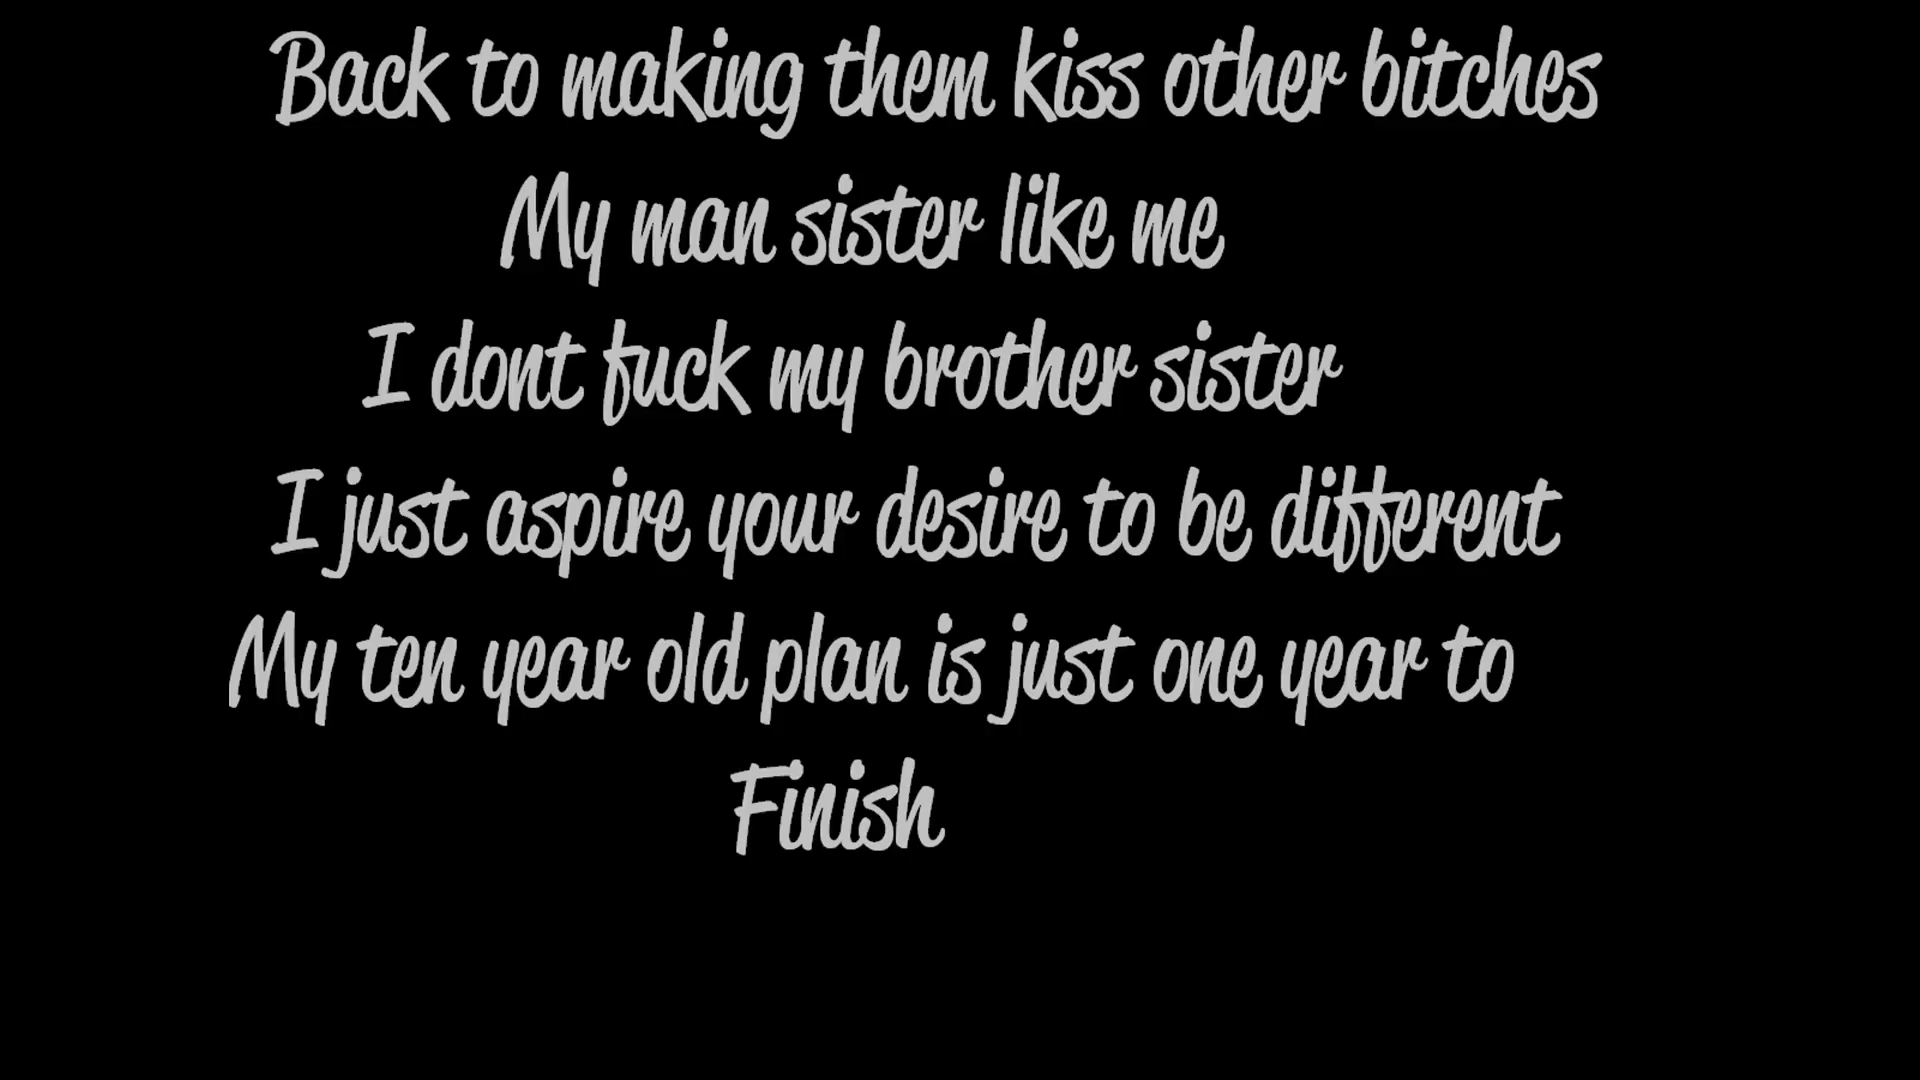 Back to making them kiss other bitches
My man sister like me
I dont fuck my brother sister
I just aspire your desire to be different
My ten year old plan is just one year to
Finish